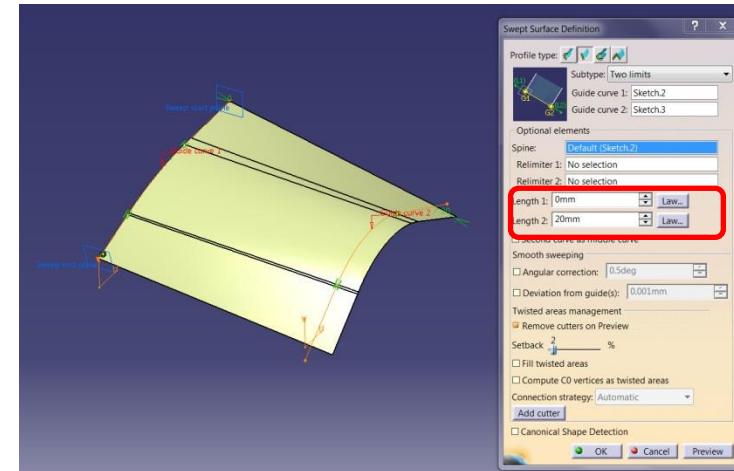 Swept Surface Definition ? X
Profile type:
Subtype: Two limits
Guide curve 1: Sketch.2
Guide curve 2: Sketch.3
Optional elements
Spine: Default (Sketch.2)
Relimiter 1: No selection
Relimiter 2: No selection
Length 1: 0mm Law...
Length 2: 20mm Law...
Second curve as middle curve
Smooth sweeping
Angular correction: 0.5deg
Deviation from guide(s): 0.001mm
Twisted areas management
Remove cutters on Preview
Setback 2 %
Fill twisted areas
Compute C0 vertices as twisted areas
Connection strategy: Automatic
Add cutter
Canonical Shape Detection
OK Cancel Preview
Sweep start plane
Guide curve 1
Guide curve 2
Sweep end plane